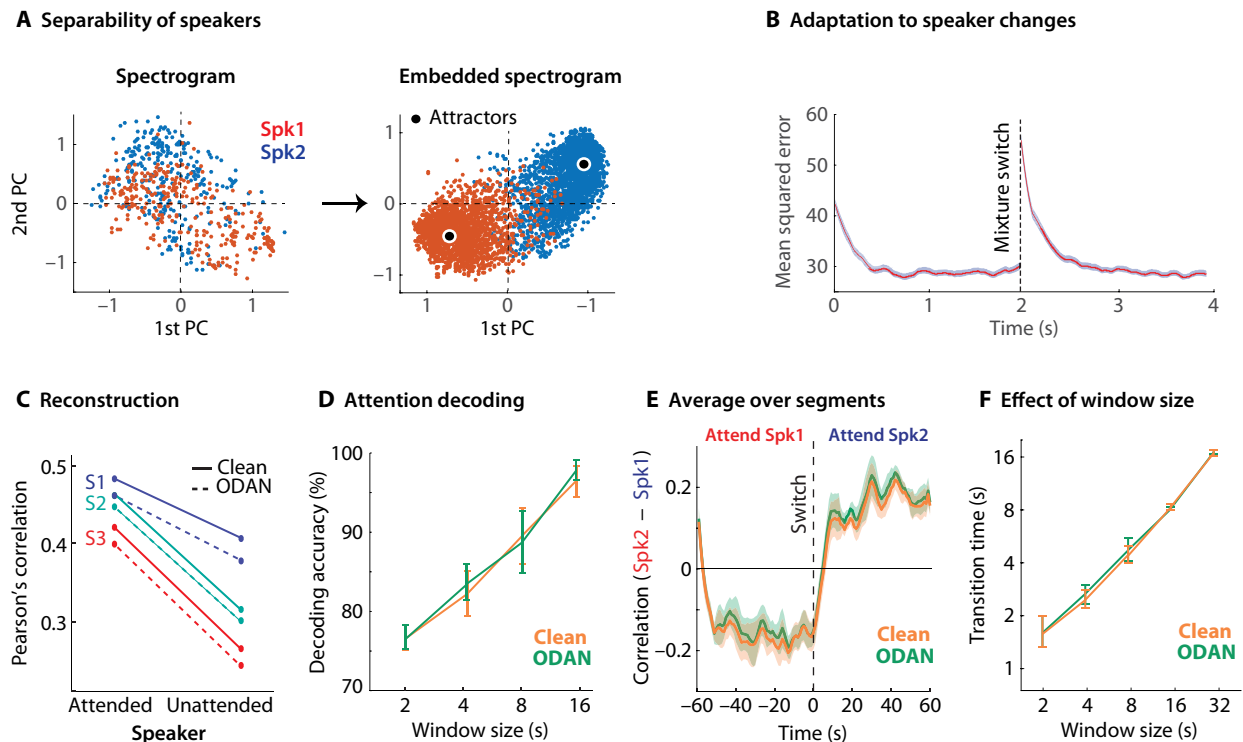 A Separability of speakers
Spectrogram
Embedded spectrogram
Spk1
Spk2
Attractors
2nd PC
1
0
−1
−1
0
1
1st PC
1
0
−1
1
0
−1
1st PC
B Adaptation to speaker changes
Mean squared error
60
50
40
30
Mixture switch
0
1
2
3
4
Time (s)
C Reconstruction
Pearson's correlation
0.5
0.4
0.3
Clean
ODAN
S1
S2
S3
Attended
Unattended
Speaker
D Attention decoding
Decoding accuracy (%)
100
90
80
70
Clean
ODAN
2
4
8
16
Window size (s)
E Average over segments
Attend Spk1
Attend Spk2
Correlation (Spk2 − Spk1)
0.2
0
−0.2
Switch
Clean
ODAN
−60
−40
−20
0
20
40
60
Time (s)
F Effect of window size
Transition time (s)
16
8
4
2
1
Clean
ODAN
2
4
8
16
32
Window size (s)